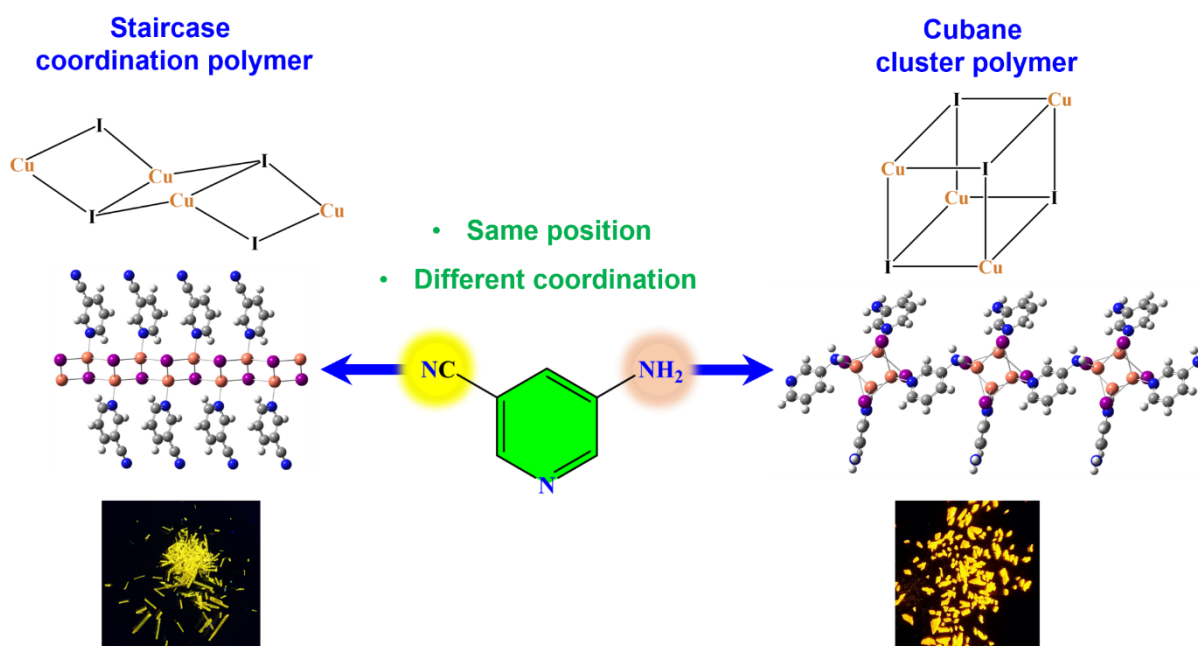 Staircase
coordination polymer
I
Cu
Cu
I
Cu
I
Cu
I
Cubane
cluster polymer
I
Cu
Cu
I
Cu
I
I
Cu
• Same position
• Different coordination
NC
NH₂
N